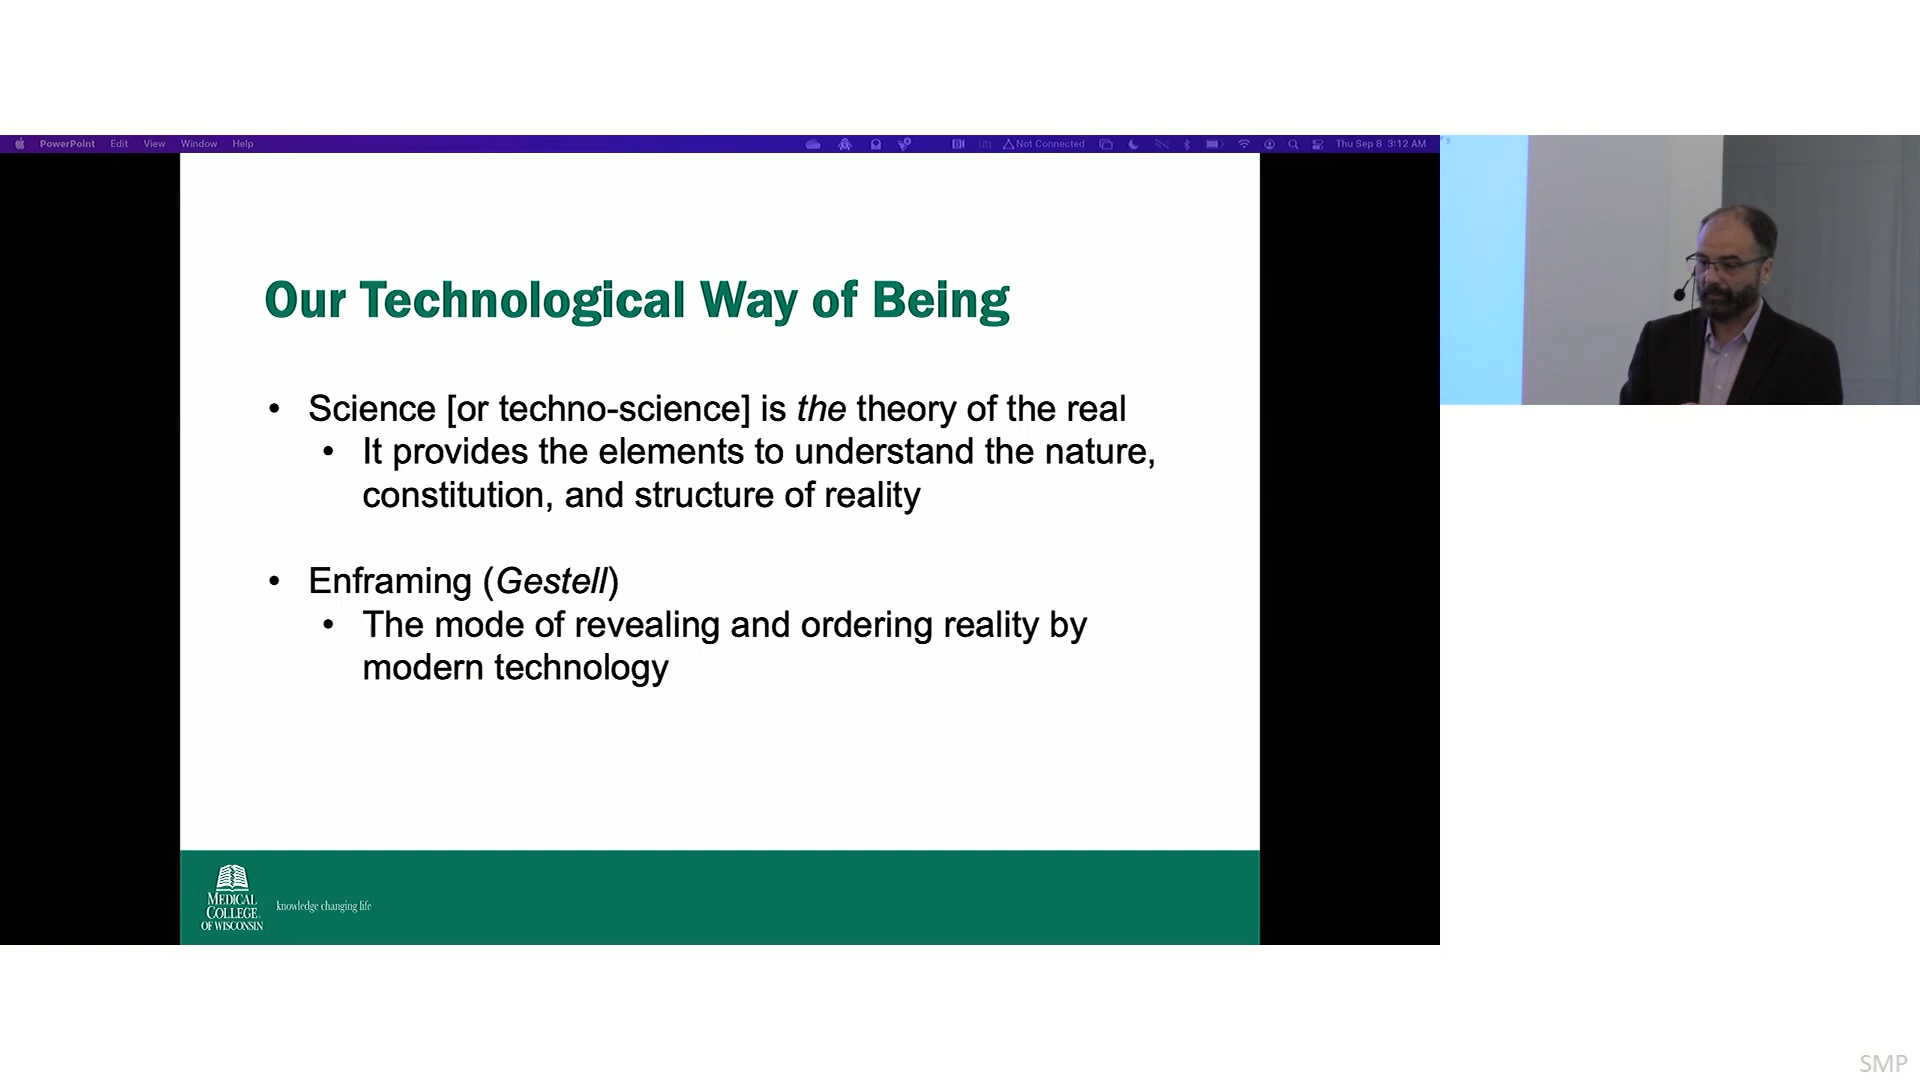 PowerPoint Edit View Window Help Not Connected Thu Sep 8 3:12 AM
Our Technological Way of Being
• Science [or techno-science] is the theory of the real
• It provides the elements to understand the nature,
constitution, and structure of reality
• Enframing (Gestell)
• The mode of revealing and ordering reality by
modern technology
MEDICAL
COLLEGE
OF WISCONSIN
knowledge changing life
SMP